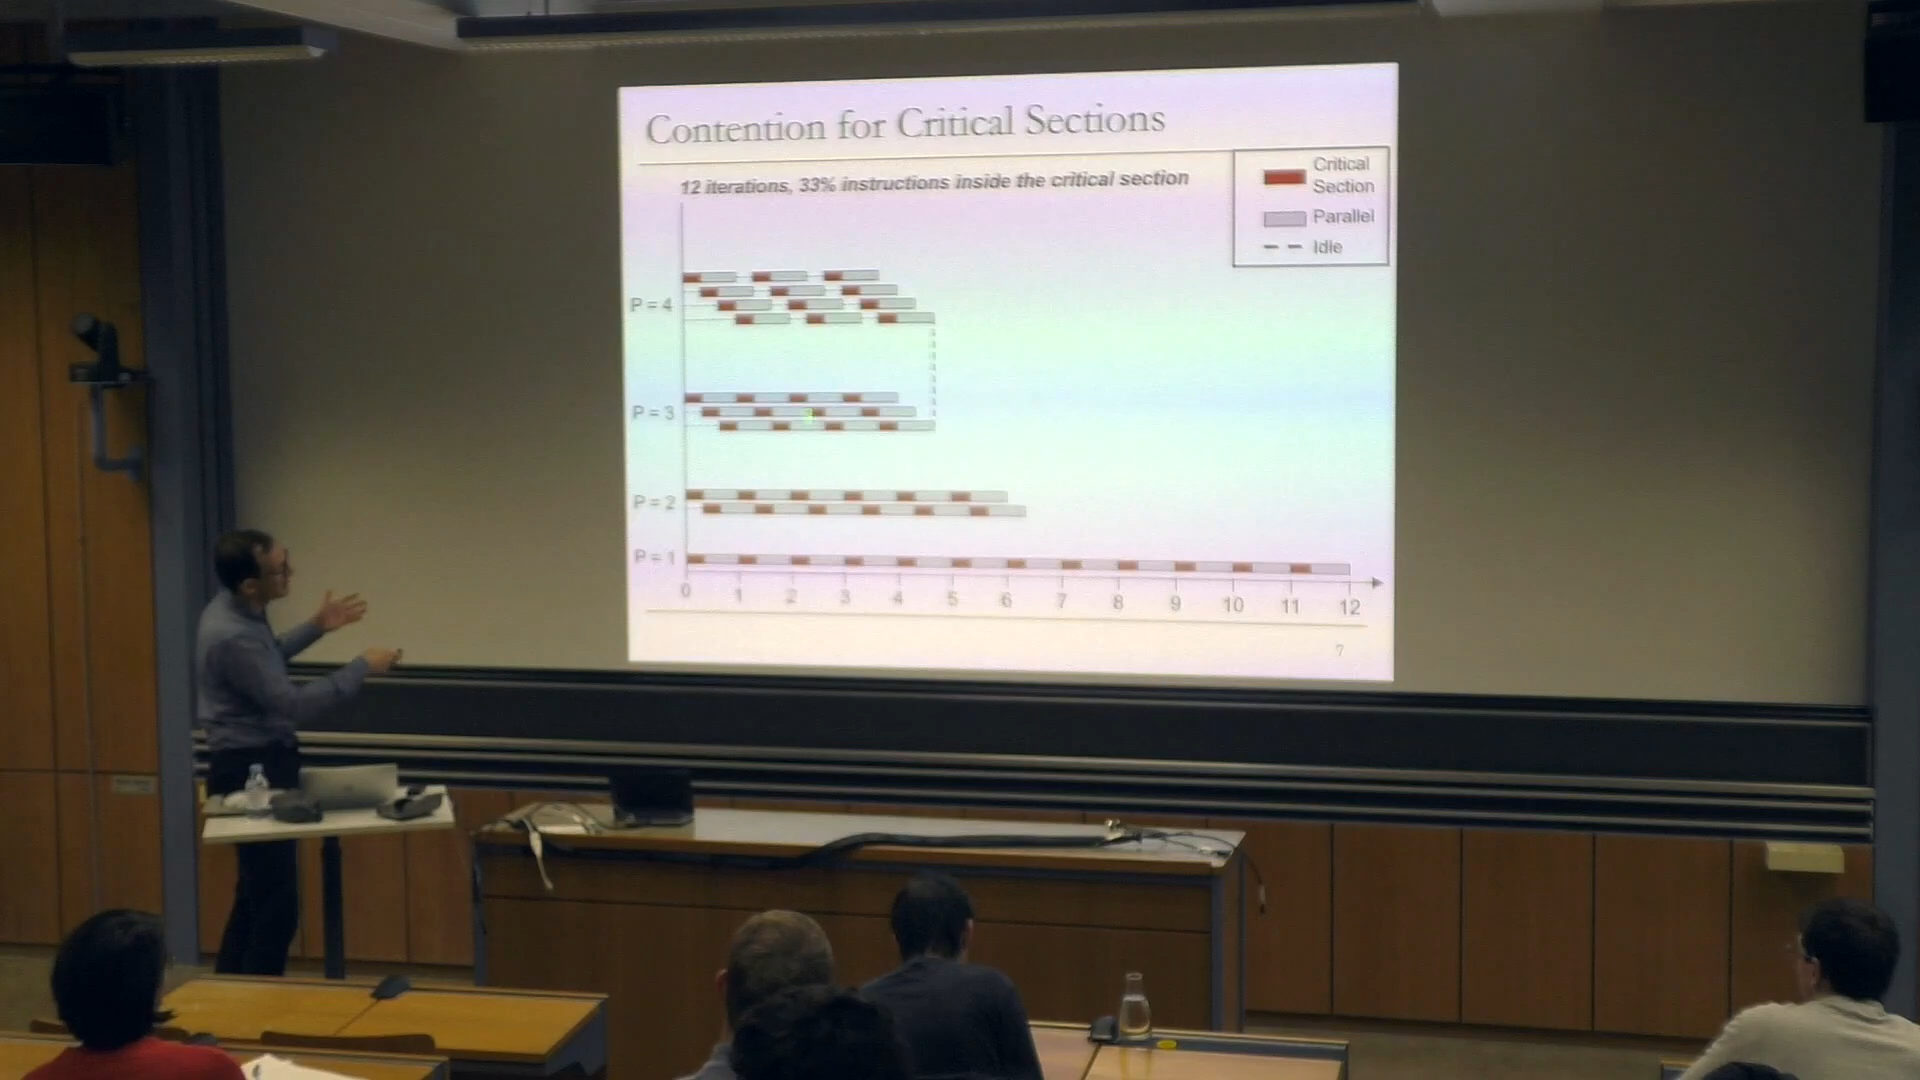 Contention for Critical Sections
12 iterations, 33% instructions inside the critical section
Critical
Section
Parallel
Idle
P = 4
P = 3
P = 2
P = 1
0 1 2 3 4 5 6 7 8 9 10 11 12
7